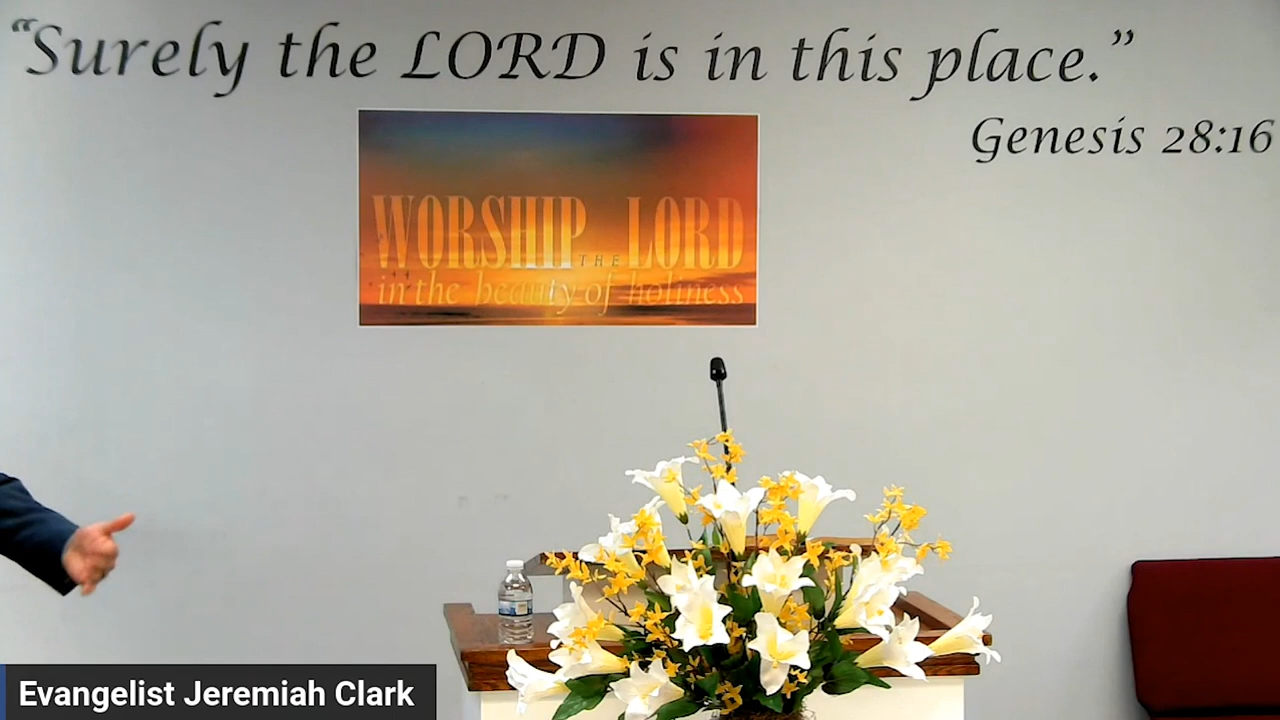 “Surely the LORD is in this place.”
Genesis 28:16
WORSHIP THE LORD
in the beauty of holiness
Evangelist Jeremiah Clark